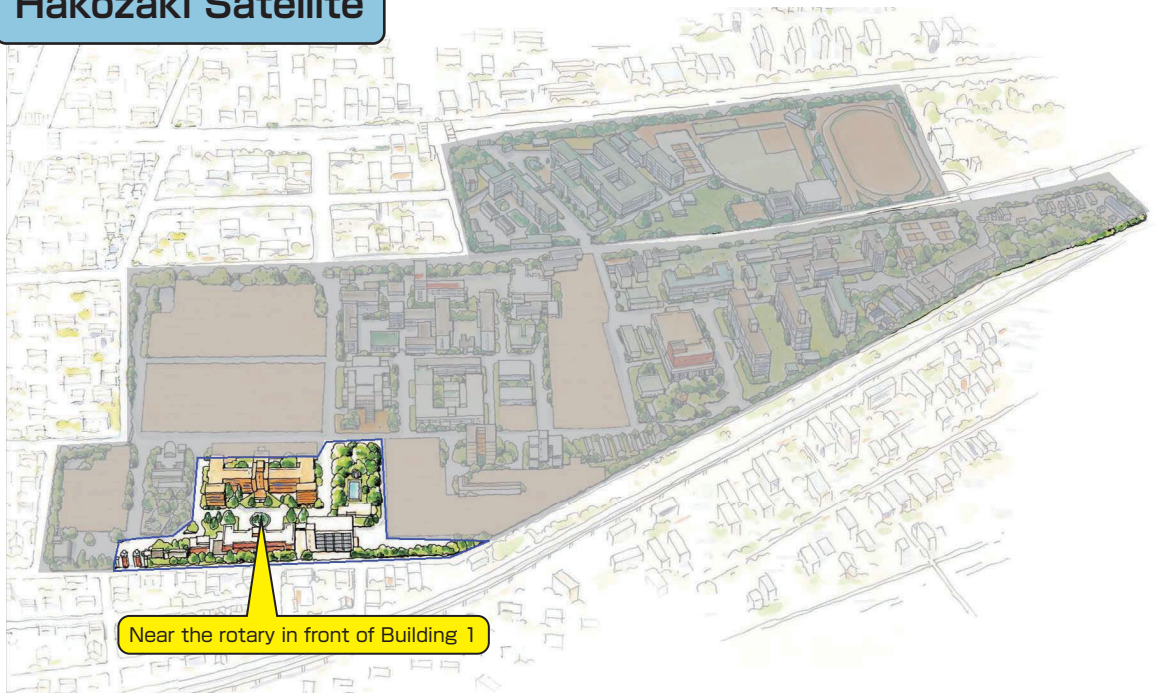 Hakozaki Satellite
Near the rotary in front of Building 1